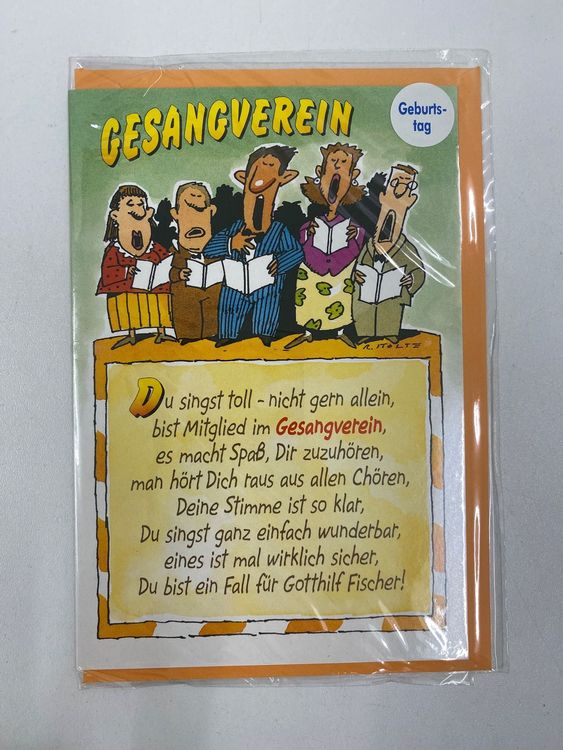 GESANGVEREIN
Geburts-
tag
R. STOLTE
Du singst toll - nicht gern allein,
bist Mitglied im Gesangverein,
es macht Spaß, Dir zuzuhören,
man hört Dich raus aus allen Chören,
Deine Stimme ist so klar,
Du singst ganz einfach wunderbar,
eines ist mal wirklich sicher,
Du bist ein Fall für Gotthilf Fischer!